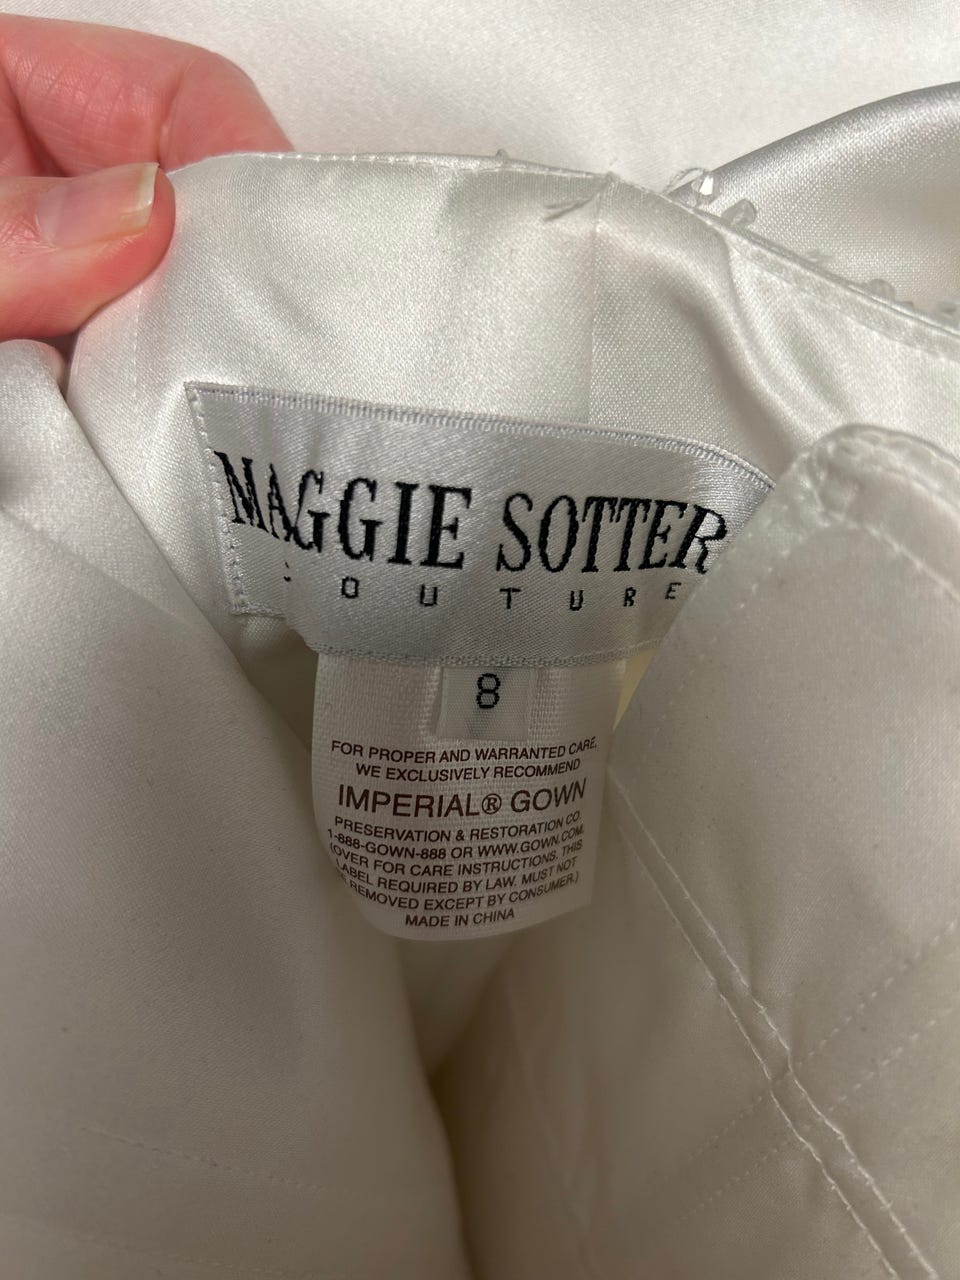 MAGGIE SOTTER
OUTURE
8
FOR PROPER AND WARRANTED CARE,
WE EXCLUSIVELY RECOMMEND
IMPERIAL® GOWN
PRESERVATION & RESTORATION CO.
1-888-GOWN-888 OR WWW.GOWN.COM.
(OVER FOR CARE INSTRUCTIONS. THIS
LABEL REQUIRED BY LAW. MUST NOT
REMOVED EXCEPT BY CONSUMER.)
MADE IN CHINA